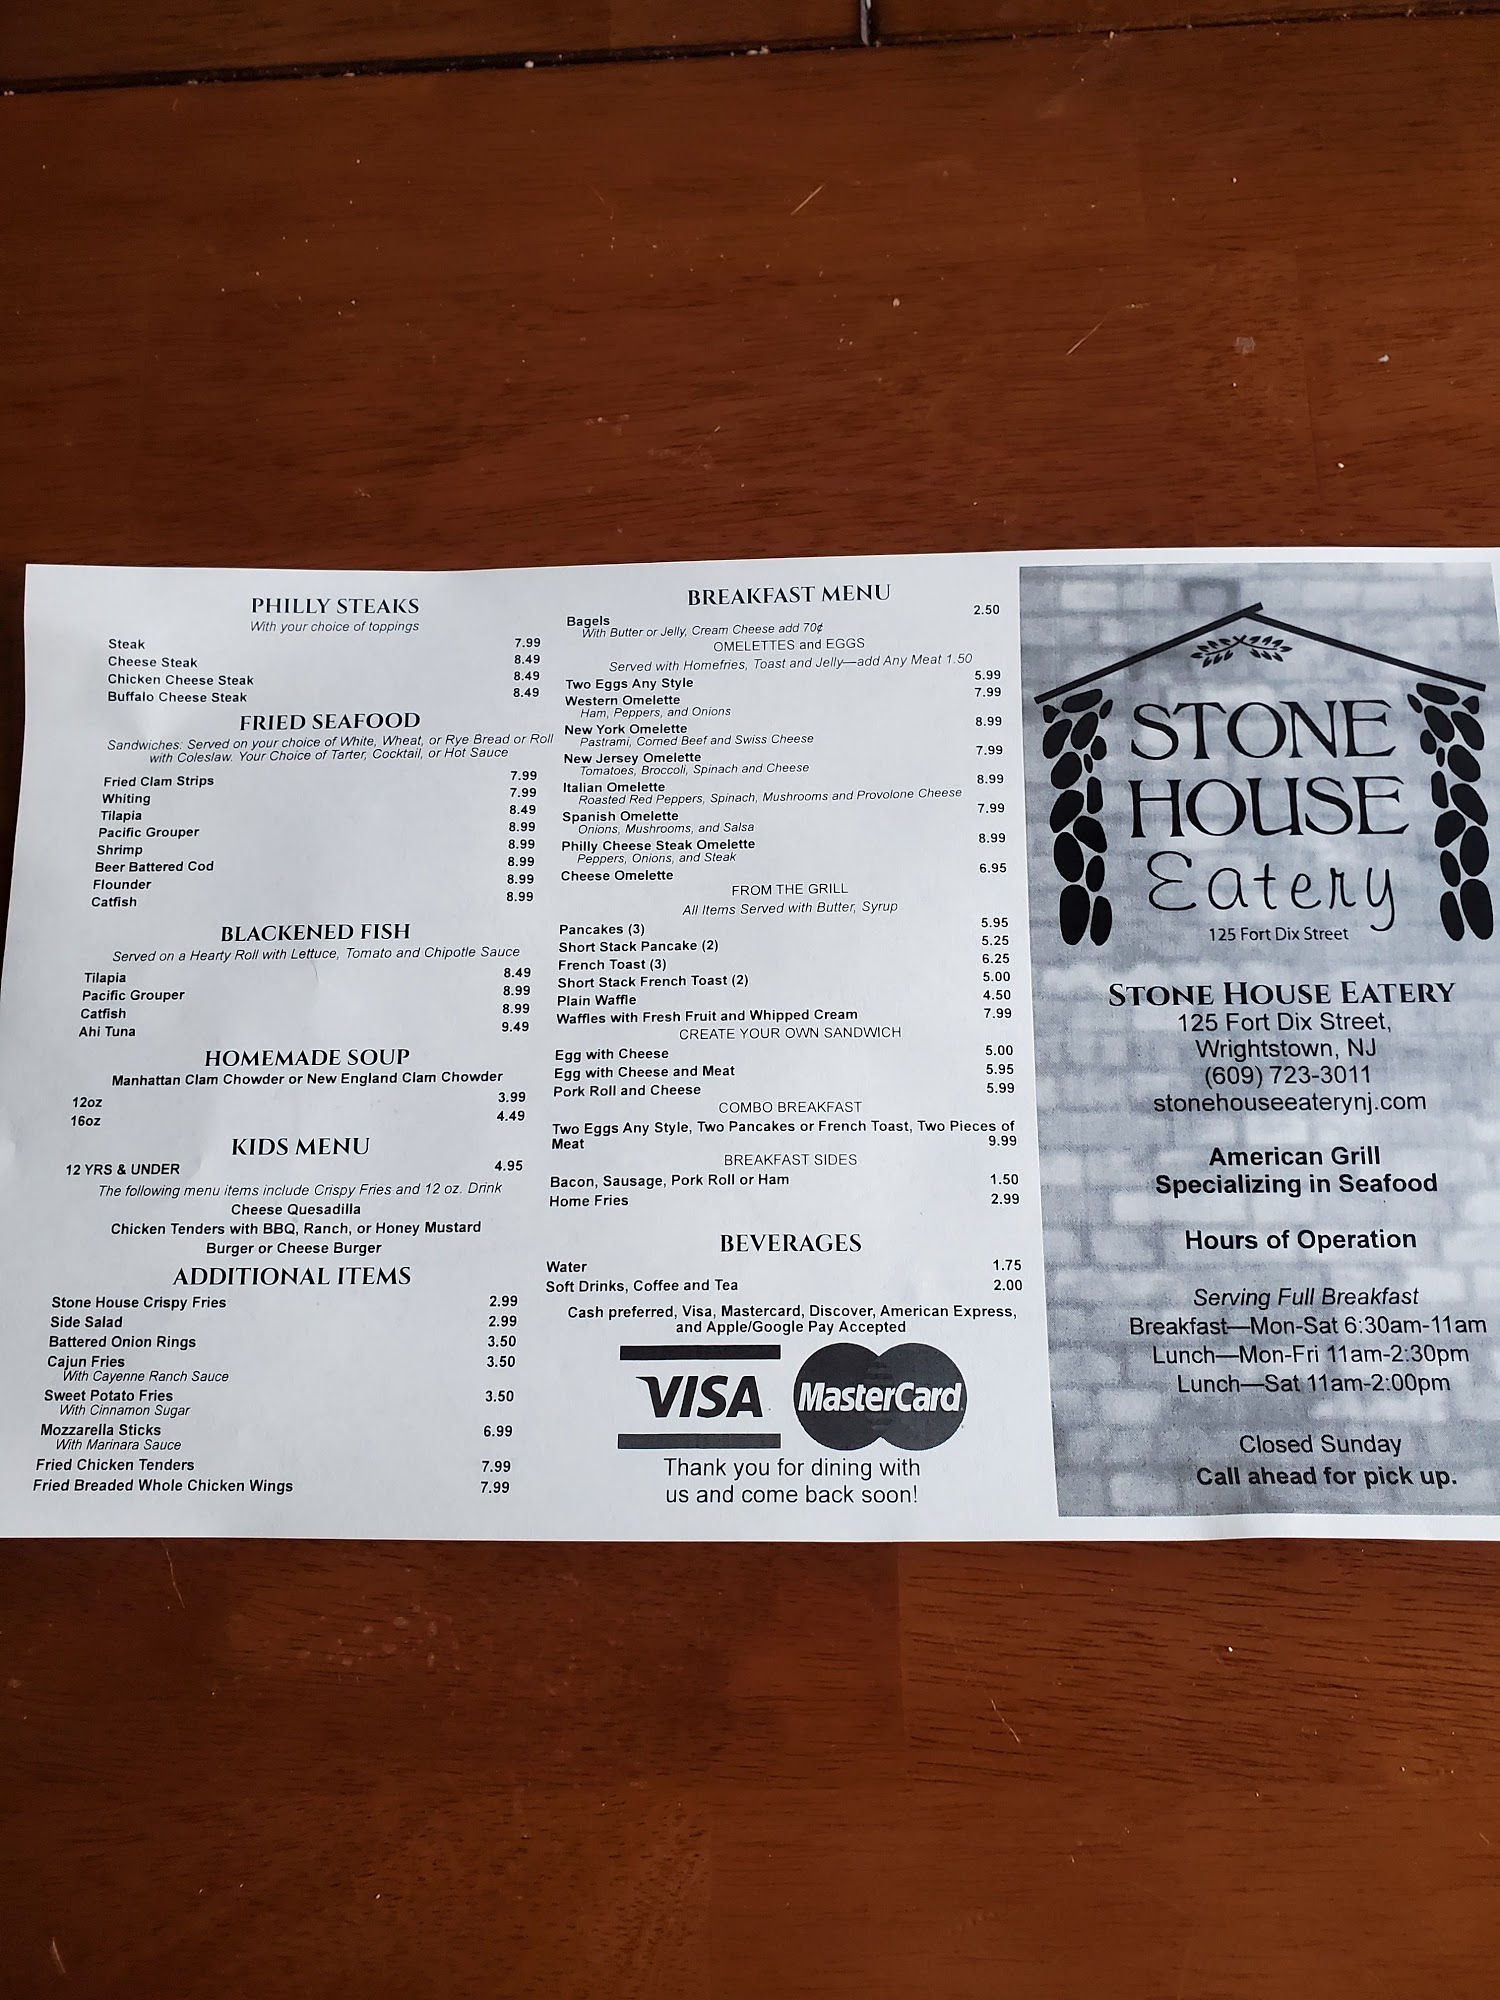 PHILLY STEAKS
With your choice of toppings
Steak 7.99
Cheese Steak 8.49
Chicken Cheese Steak 8.49
Buffalo Cheese Steak 8.49
FRIED SEAFOOD
Sandwiches: Served on your choice of White, Wheat, or Rye Bread or Roll
with Coleslaw. Your Choice of Tarter, Cocktail, or Hot Sauce
Fried Clam Strips 7.99
Whiting 7.99
Tilapia 8.49
Pacific Grouper 8.99
Shrimp 8.99
Beer Battered Cod 8.99
Flounder 8.99
Catfish 8.99
BLACKENED FISH
Served on a Hearty Roll with Lettuce, Tomato and Chipotle Sauce
Tilapia 8.49
Pacific Grouper 8.99
Catfish 8.99
Ahi Tuna 9.49
HOMEMADE SOUP
Manhattan Clam Chowder or New England Clam Chowder
12oz 3.99
16oz 4.49
KIDS MENU
12 YRS & UNDER 4.95
The following menu items include Crispy Fries and 12 oz. Drink
Cheese Quesadilla
Chicken Tenders with BBQ, Ranch, or Honey Mustard
Burger or Cheese Burger
ADDITIONAL ITEMS
Stone House Crispy Fries 2.99
Side Salad 2.99
Battered Onion Rings 3.50
Cajun Fries 3.50
With Cayenne Ranch Sauce
Sweet Potato Fries 3.50
With Cinnamon Sugar
Mozzarella Sticks 6.99
With Marinara Sauce
Fried Chicken Tenders 7.99
Fried Breaded Whole Chicken Wings 7.99
BREAKFAST MENU
Bagels 2.50
With Butter or Jelly, Cream Cheese add 70¢
OMELETTES and EGGS
Served with Homefries, Toast and Jelly—add Any Meat 1.50
Two Eggs Any Style 5.99
Western Omelette 7.99
Ham, Peppers, and Onions
New York Omelette 8.99
Pastrami, Corned Beef and Swiss Cheese
New Jersey Omelette 7.99
Tomatoes, Broccoli, Spinach and Cheese
Italian Omelette 8.99
Roasted Red Peppers, Spinach, Mushrooms and Provolone Cheese
Spanish Omelette 7.99
Onions, Mushrooms, and Salsa
Philly Cheese Steak Omelette 8.99
Peppers, Onions, and Steak
Cheese Omelette 6.95
FROM THE GRILL
All Items Served with Butter, Syrup
Pancakes (3) 5.95
Short Stack Pancake (2) 5.25
French Toast (3) 6.25
Short Stack French Toast (2) 5.00
Plain Waffle 4.50
Waffles with Fresh Fruit and Whipped Cream 7.99
CREATE YOUR OWN SANDWICH
Egg with Cheese 5.00
Egg with Cheese and Meat 5.95
Pork Roll and Cheese 5.99
COMBO BREAKFAST
Two Eggs Any Style, Two Pancakes or French Toast, Two Pieces of
Meat 9.99
BREAKFAST SIDES
Bacon, Sausage, Pork Roll or Ham 1.50
Home Fries 2.99
BEVERAGES
Water 1.75
Soft Drinks, Coffee and Tea 2.00
Cash preferred, Visa, Mastercard, Discover, American Express,
and Apple/Google Pay Accepted
VISA MasterCard
Thank you for dining with
us and come back soon!
STONE
HOUSE
Eatery
125 Fort Dix Street
STONE HOUSE EATERY
125 Fort Dix Street,
Wrightstown, NJ
(609) 723-3011
stonehouseeaterynj.com
American Grill
Specializing in Seafood
Hours of Operation
Serving Full Breakfast
Breakfast—Mon-Sat 6:30am-11am
Lunch—Mon-Fri 11am-2:30pm
Lunch—Sat 11am-2:00pm
Closed Sunday
Call ahead for pick up.